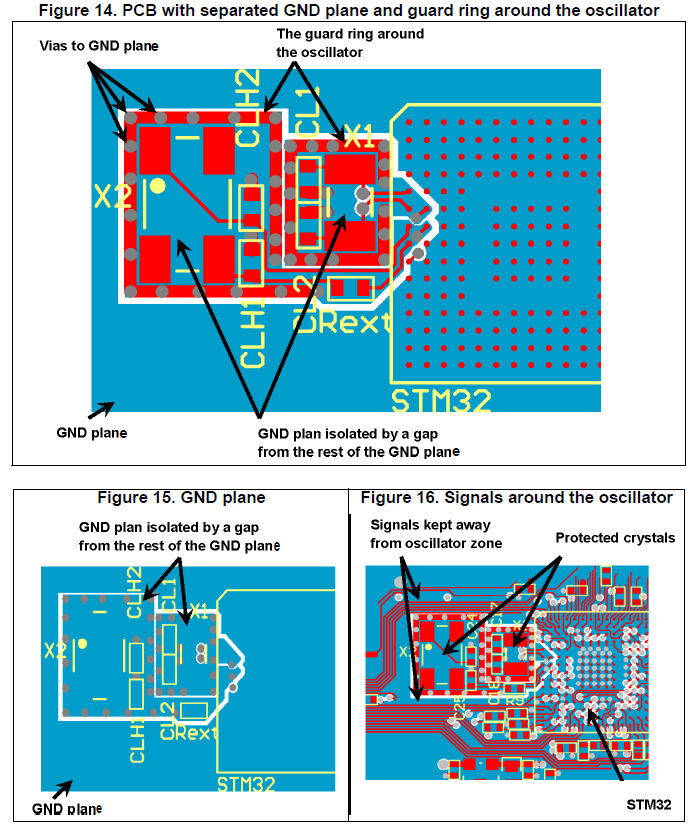 Figure 14. PCB with separated GND plane and guard ring around the oscillator
Vias to GND plane
The guard ring around
the oscillator
CLH2
CL1
X1
X2
CL2
CLH1
Rext
STM32
GND plane
GND plan isolated by a gap
from the rest of the GND plane
Figure 15. GND plane
GND plan isolated by a gap
from the rest of the GND plane
CLH2
CL1
X1
X2
CLH1
CL2
Rext
STM32
GND plane
Figure 16. Signals around the oscillator
Signals kept away
from oscillator zone
Protected crystals
C25
STM32